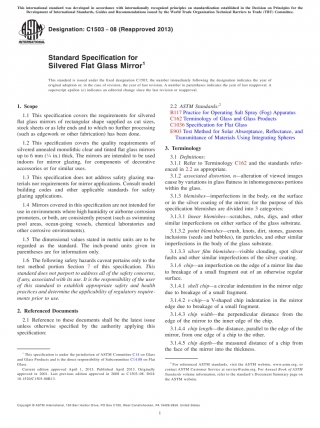 This international standard was developed in accordance with internationally recognized principles on standardization established in the Decision on Principles for the
Development of International Standards, Guides and Recommendations issued by the World Trade Organization Technical Barriers to Trade (TBT) Committee.
Designation: C1503 − 08 (Reapproved 2013)
INTERNATIONAL
Standard Specification for
Silvered Flat Glass Mirror1
This standard is issued under the fixed designation C1503; the number immediately following the designation indicates the year of
original adoption or, in the case of revision, the year of last revision. A number in parentheses indicates the year of last reapproval. A
superscript epsilon (ε) indicates an editorial change since the last revision or reapproval.
1. Scope
1.1 This specification covers the requirements for silvered
flat glass mirrors of rectangular shape supplied as cut sizes,
stock sheets or as lehr ends and to which no further processing
(such as edgework or other fabrication) has been done.
1.2 This specification covers the quality requirements of
silvered annealed monolithic clear and tinted flat glass mirrors
up to 6 mm (1⁄4 in.) thick. The mirrors are intended to be used
indoors for mirror glazing, for components of decorative
accessories or for similar uses.
1.3 This specification does not address safety glazing ma-
terials nor requirements for mirror applications. Consult model
building codes and other applicable standards for safety
glazing applications.
1.4 Mirrors covered in this specification are not intended for
use in environments where high humidity or airborne corrosion
promoters, or both, are consistently present (such as swimming
pool areas, ocean-going vessels, chemical laboratories and
other corrosive environments).
1.5 The dimensional values stated in metric units are to be
regarded as the standard. The inch-pound units given in
parentheses are for information only.
1.6 The following safety hazards caveat pertains only to the
test method portion Section 7 of this specification. This
standard does not purport to address all of the safety concerns,
if any, associated with its use. It is the responsibility of the user
of this standard to establish appropriate safety and health
practices and determine the applicability of regulatory require-
ments prior to use.
2. Referenced Documents
2.1 Reference to these documents shall be the latest issue
unless otherwise specified by the authority applying this
specification:
1 This specification is under the jurisdiction of ASTM Committee C14 on Glass
and Glass Products and is the direct responsibility of Subcommittee C14.08 on Flat
Glass.
Current edition approved April 1, 2013. Published April 2013. Originally
approved in 2001. Last previous edition approved in 2008 as C1503–08. DOI:
10.1520/C1503-08R13.
2.2 ASTM Standards:2
B117 Practice for Operating Salt Spray (Fog) Apparatus
C162 Terminology of Glass and Glass Products
C1036 Specification for Flat Glass
E903 Test Method for Solar Absorptance, Reflectance, and
Transmittance of Materials Using Integrating Spheres
3. Terminology
3.1 Definitions:
3.1.1 Refer to Terminology C162 and the standards refer-
enced in 2.2 as appropriate.
3.1.2 associated distortion, n—alteration of viewed images
cause by variations in glass flatness in inhomogeneous portions
within the glass.
3.1.3 blemishes—imperfections in the body, on the surface
or in the silver coating of the mirror; for the purpose of this
specification blemishes are divided into 3 categories:
3.1.3.1 linear blemishes—scratches, rubs, digs, and other
similar imperfections on either surface of the glass substrate.
3.1.3.2 point blemishes—crush, knot, dirt, stones, gaseous
inclusions (seeds and bubbles), tin particles, and other similar
imperfections in the body of the glass substrate.
3.1.3.3 silver film blemishes—visible clouding, spot silver
faults and other similar imperfections of the silver coating.
3.1.4 chip—an imperfection on the edge of a mirror lite due
to breakage of a small fragment out of an otherwise regular
surface.
3.1.4.1 shell chip—a circular indentation in the mirror edge
due to breakage of a small fragment.
3.1.4.2 v-chip—a V-shaped chip indentation in the mirror
edge due to breakage of a small fragment.
3.1.4.3 chip width—the perpendicular distance from the
edge of the mirror to the inner edge of the chip.
3.1.4.4 chip length—the distance, parallel to the edge of the
mirror, from one edge of a chip to the other.
3.1.4.5 chip depth—the measured distance of a chip from
the face of the mirror into the thickness.
2 For referenced ASTM standards, visit the ASTM website, www.astm.org, or
contact ASTM Customer Service at service@astm.org. For Annual Book of ASTM
Standards volume information, refer to the standard's Document Summary page on
the ASTM website.
Copyright © ASTM International, 100 Barr Harbor Drive, PO Box C700, West Conshohocken, PA 19428-2959. United States
1